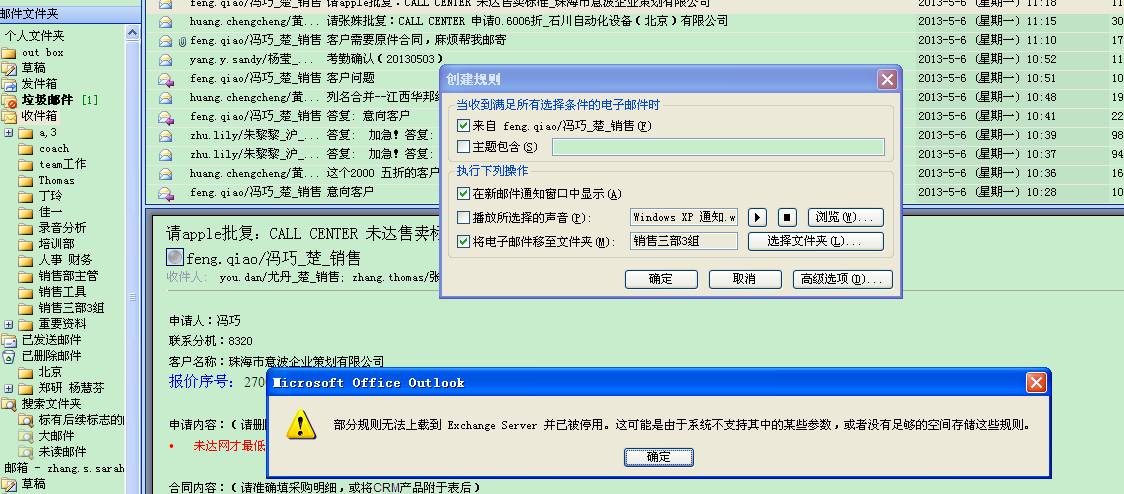 邮件文件夹
个人文件夹
out box
草稿
发件箱
垃圾邮件 [1]
收件箱
a,3
coach
team工作
Thomas
丁玲
佳一
录音分析
培训部
人事 财务
销售部主管
销售工具
销售三部3组
重要资料
已发送邮件
已删除邮件
北京
郑研 杨慧芬
搜索文件夹
标有后续标志的
大邮件
未读邮件
邮箱 - zhang.s.sarah
草稿
feng.qiao/冯巧_楚_销售 请apple批复：CALL CENTER 未达售卖标准_珠海市意波企业策划有限公司 2013-5-6 (星期一) 11:18 11
huang.chengcheng/黄... 请张姝批复：CALL CENTER 申请0.6006折_石川自动化设备（北京）有限公司 2013-5-6 (星期一) 11:15 30
feng.qiao/冯巧_楚_销售 客户需要原件合同，麻烦帮我邮寄 2013-5-6 (星期一) 11:10 17
yang.y.sandy/杨莹_... 考勤确认（20130503） 2013-5-6 (星期一) 10:52 11
feng.qiao/冯巧_楚_销售 客户问题 2013-5-6 (星期一) 10:51 10
huang.chengcheng/黄... 列名合并--江西华邦 2013-5-6 (星期一) 10:48 19
feng.qiao/冯巧_楚_销售 答复: 意向客户 2013-5-6 (星期一) 10:41 22
zhu.lily/朱黎黎_沪_... 答复: 加急! 答复: 2013-5-6 (星期一) 10:39 98
zhu.lily/朱黎黎_沪_... 答复: 加急! 答复: 2013-5-6 (星期一) 10:37 94
huang.chengcheng/黄... 这个2000 五折的客户 2013-5-6 (星期一) 10:36 16
feng.qiao/冯巧_楚_销售 意向客户 2013-5-6 (星期一) 10:28 10
创建规则
当收到满足所有选择条件的电子邮件时
来自 feng.qiao/冯巧_楚_销售(F)
主题包含(S)
执行下列操作
在新邮件通知窗口中显示(A)
播放所选择的声音(P): Windows XP 通知.w 浏览(W)...
将电子邮件移至文件夹(M): 销售三部3组 选择文件夹(L)...
确定 取消 高级选项(D)...
请apple批复：CALL CENTER 未达售卖标
feng.qiao/冯巧_楚_销售
收件人: you.dan/尤丹_楚_销售; zhang.thomas/张
申请人：冯巧
联系分机：8320
客户名称：珠海市意波企业策划有限公司
报价序号：270
申请内容：（请删
• 未达网才最低
合同内容：（请准确填采购明细，或将CRM产品附于表后）
Microsoft Office Outlook
部分规则无法上载到 Exchange Server 并已被停用。这可能是由于系统不支持其中的某些参数，或者没有足够的空间存储这些规则。
确定